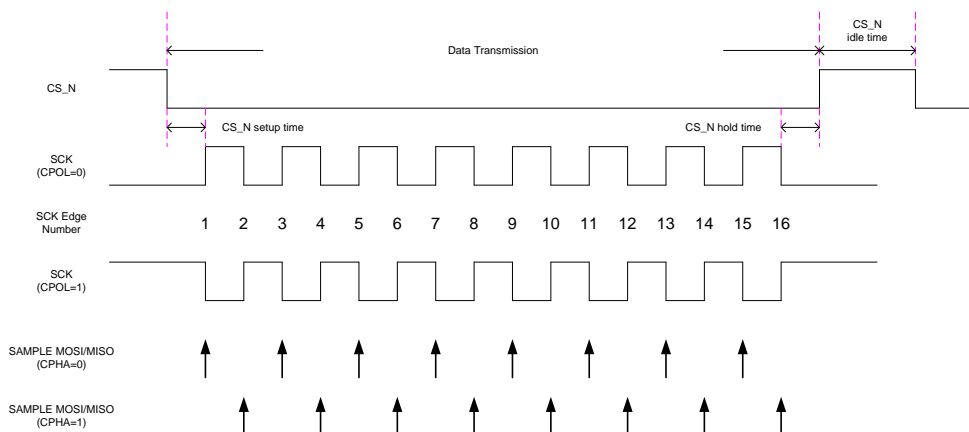 CS_N
idle time
Data Transmission
CS_N
CS_N setup time
CS_N hold time
SCK
(CPOL=0)
SCK Edge
Number
1 2 3 4 5 6 7 8 9 10 11 12 13 14 15 16
SCK
(CPOL=1)
SAMPLE MOSI/MISO
(CPHA=0)
SAMPLE MOSI/MISO
(CPHA=1)